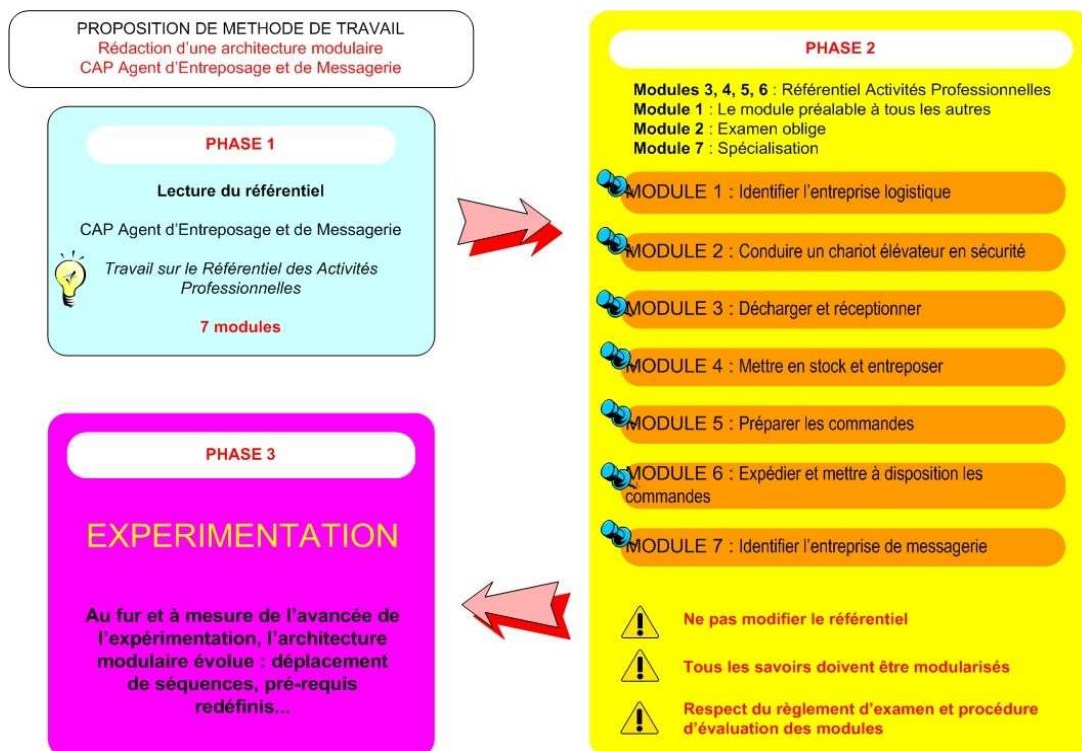 PROPOSITION DE METHODE DE TRAVAIL
Rédaction d'une architecture modulaire
CAP Agent d'Entreposage et de Messagerie
PHASE 1
Lecture du référentiel
CAP Agent d'Entreposage et de Messagerie
Travail sur le Référentiel des Activités
Professionnelles
7 modules
PHASE 2
Modules 3, 4, 5, 6 : Référentiel Activités Professionnelles
Module 1 : Le module préalable à tous les autres
Module 2 : Examen oblige
Module 7 : Spécialisation
MODULE 1 : Identifier l'entreprise logistique
MODULE 2 : Conduire un chariot élévateur en sécurité
MODULE 3 : Décharger et réceptionner
MODULE 4 : Mettre en stock et entreposer
MODULE 5 : Préparer les commandes
MODULE 6 : Expédier et mettre à disposition les
commandes
MODULE 7 : Identifier l'entreprise de messagerie
Ne pas modifier le référentiel
Tous les savoirs doivent être modularisés
Respect du règlement d'examen et procédure
d'évaluation des modules
PHASE 3
EXPERIMENTATION
Au fur et à mesure de l'avancée de
l'expérimentation, l'architecture
modulaire évolue : déplacement
de séquences, pré-requis
redéfinis...